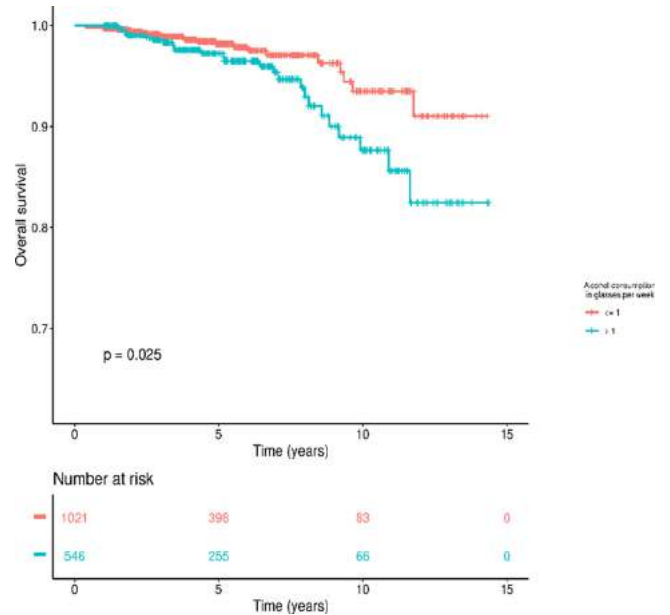 1.0
0.9
0.8
0.7
Overall survival
p = 0.025
0 5 10 15
Time (years)
Alcohol consumption
in glasses per week
<= 1
> 1
Number at risk
1021 398 83 0
546 255 66 0
0 5 10 15
Time (years)